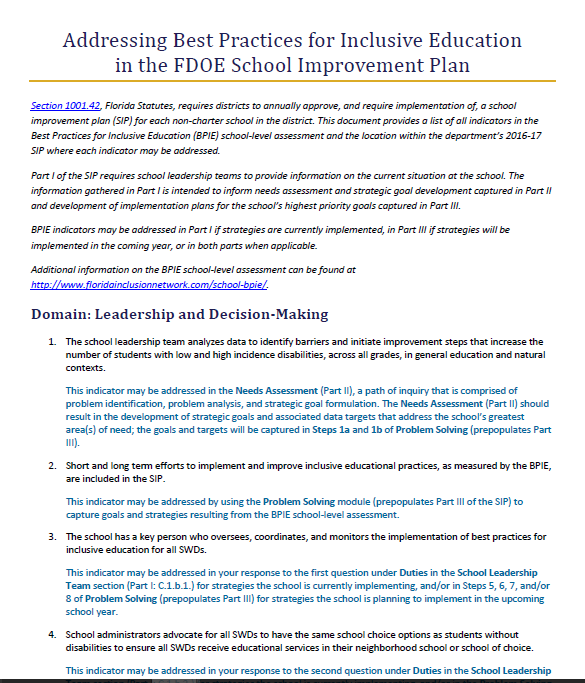 Addressing Best Practices for Inclusive Education
in the FDOE School Improvement Plan
Section 1001.42, Florida Statutes, requires districts to annually approve, and require implementation of, a school
improvement plan (SIP) for each non-charter school in the district. This document provides a list of all indicators in the
Best Practices for Inclusive Education (BPIE) school-level assessment and the location within the department's 2016-17
SIP where each indicator may be addressed.
Part I of the SIP requires school leadership teams to provide information on the current situation at the school. The
information gathered in Part I is intended to inform needs assessment and strategic goal development captured in Part II
and development of implementation plans for the school's highest priority goals captured in Part III.
BPIE indicators may be addressed in Part I if strategies are currently implemented, in Part III if strategies will be
implemented in the coming year, or in both parts when applicable.
Additional information on the BPIE school-level assessment can be found at
http://www.floridainclusionnetwork.com/school-bpie/.
Domain: Leadership and Decision-Making
1. The school leadership team analyzes data to identify barriers and initiate improvement steps that increase the
number of students with low and high incidence disabilities, across all grades, in general education and natural
contexts.
This indicator may be addressed in the Needs Assessment (Part II), a path of inquiry that is comprised of
problem identification, problem analysis, and strategic goal formulation. The Needs Assessment (Part II) should
result in the development of strategic goals and associated data targets that address the school's greatest
area(s) of need; the goals and targets will be captured in Steps 1a and 1b of Problem Solving (prepopulates Part
III).
2. Short and long term efforts to implement and improve inclusive educational practices, as measured by the BPIE,
are included in the SIP.
This indicator may be addressed by using the Problem Solving module (prepopulates Part III of the SIP) to
capture goals and strategies resulting from the BPIE school-level assessment.
3. The school has a key person who oversees, coordinates, and monitors the implementation of best practices for
inclusive education for all SWDs.
This indicator may be addressed in your response to the first question under Duties in the School Leadership
Team section (Part I: C.1.b.1.) for strategies the school is currently implementing, and/or in Steps 5, 6, 7, and/or
8 of Problem Solving (prepopulates Part III) for strategies the school is planning to implement in the upcoming
school year.
4. School administrators advocate for all SWDs to have the same school choice options as students without
disabilities to ensure all SWDs receive educational services in their neighborhood school or school of choice.
This indicator may be addressed in your response to the second question under Duties in the School Leadership